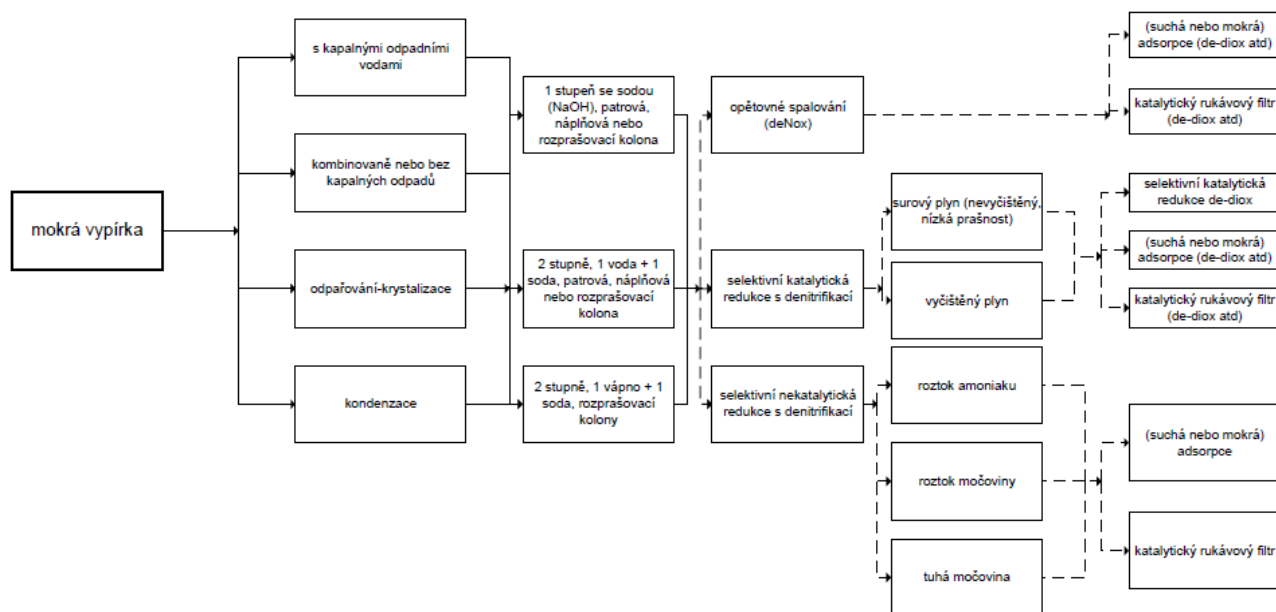 mokrá vypírka
s kapalnými odpadními
vodami
kombinovaně nebo bez
kapalných odpadů
odpařování-krystalizace
kondenzace
1 stupeň se sodou
(NaOH), patrová,
náplňová nebo
rozprašovací kolona
2 stupně, 1 voda + 1
soda, patrová, náplňová
nebo rozprašovací
kolona
2 stupně, 1 vápno + 1
soda, rozprašovací
kolony
opětovné spalování
(deNox)
selektivní katalytická
redukce s denitrifikací
selektivní nekatalytická
redukce s denitrifikací
surový plyn (nevyčištěný,
nízká prašnost)
vyčištěný plyn
roztok amoniaku
roztok močoviny
tuhá močovina
(suchá nebo mokrá)
adsorpce (de-diox atd)
katalytický rukávový filtr
(de-diox atd)
selektivní katalytická
redukce de-diox
(suchá nebo mokrá)
adsorpce (de-diox atd)
katalytický rukávový filtr
(de-diox atd)
(suchá nebo mokrá)
adsorpce
katalytický rukávový filtr